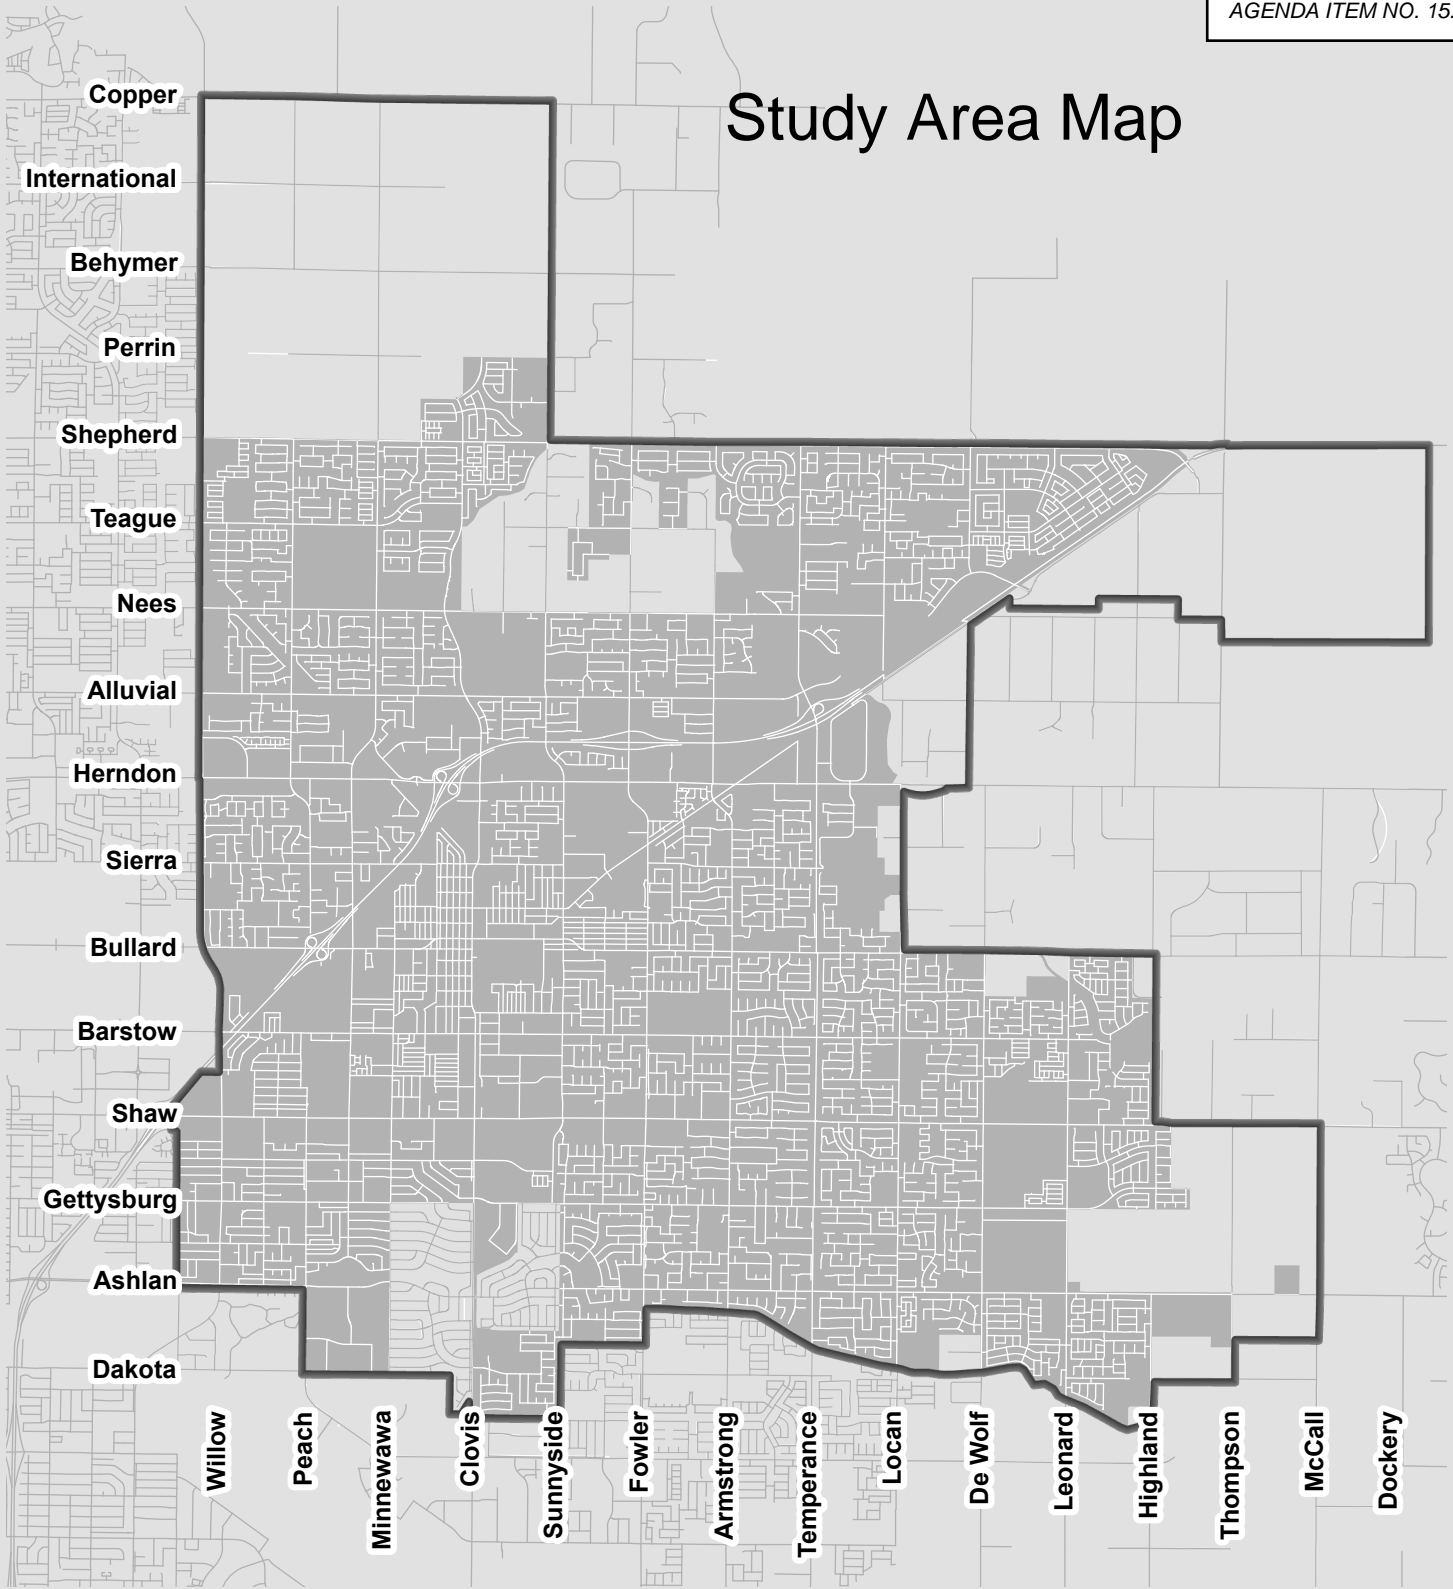 AGENDA ITEM NO. 15.
Study Area Map
Copper
International
Behymer
Perrin
Shepherd
Teague
Nees
Alluvial
Herndon
Sierra
Bullard
Barstow
Shaw
Gettysburg
Ashlan
Dakota
Willow
Peach
Minnewawa
Clovis
Sunnyside
Fowler
Armstrong
Temperance
Locan
De Wolf
Leonard
Highland
Thompson
McCall
Dockery